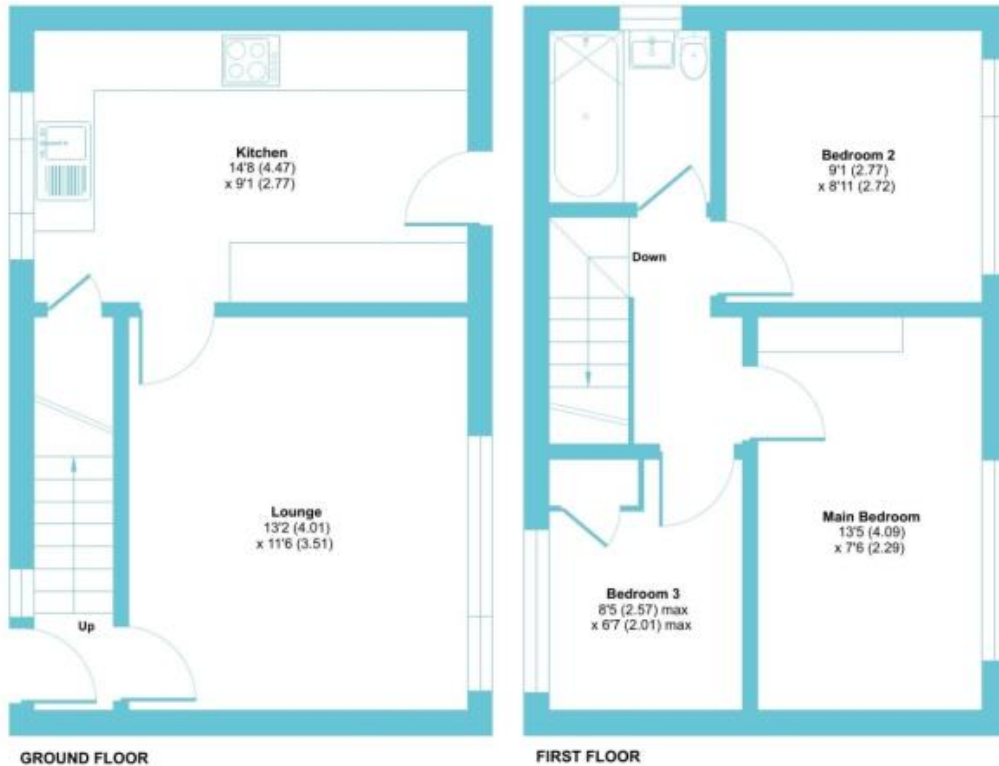 Kitchen
14'8 (4.47)
x 9'1 (2.77)
Lounge
13'2 (4.01)
x 11'6 (3.51)
Up
GROUND FLOOR
Bedroom 2
9'1 (2.77)
x 8'11 (2.72)
Down
Main Bedroom
13'5 (4.09)
x 7'6 (2.29)
Bedroom 3
8'5 (2.57) max
x 6'7 (2.01) max
FIRST FLOOR